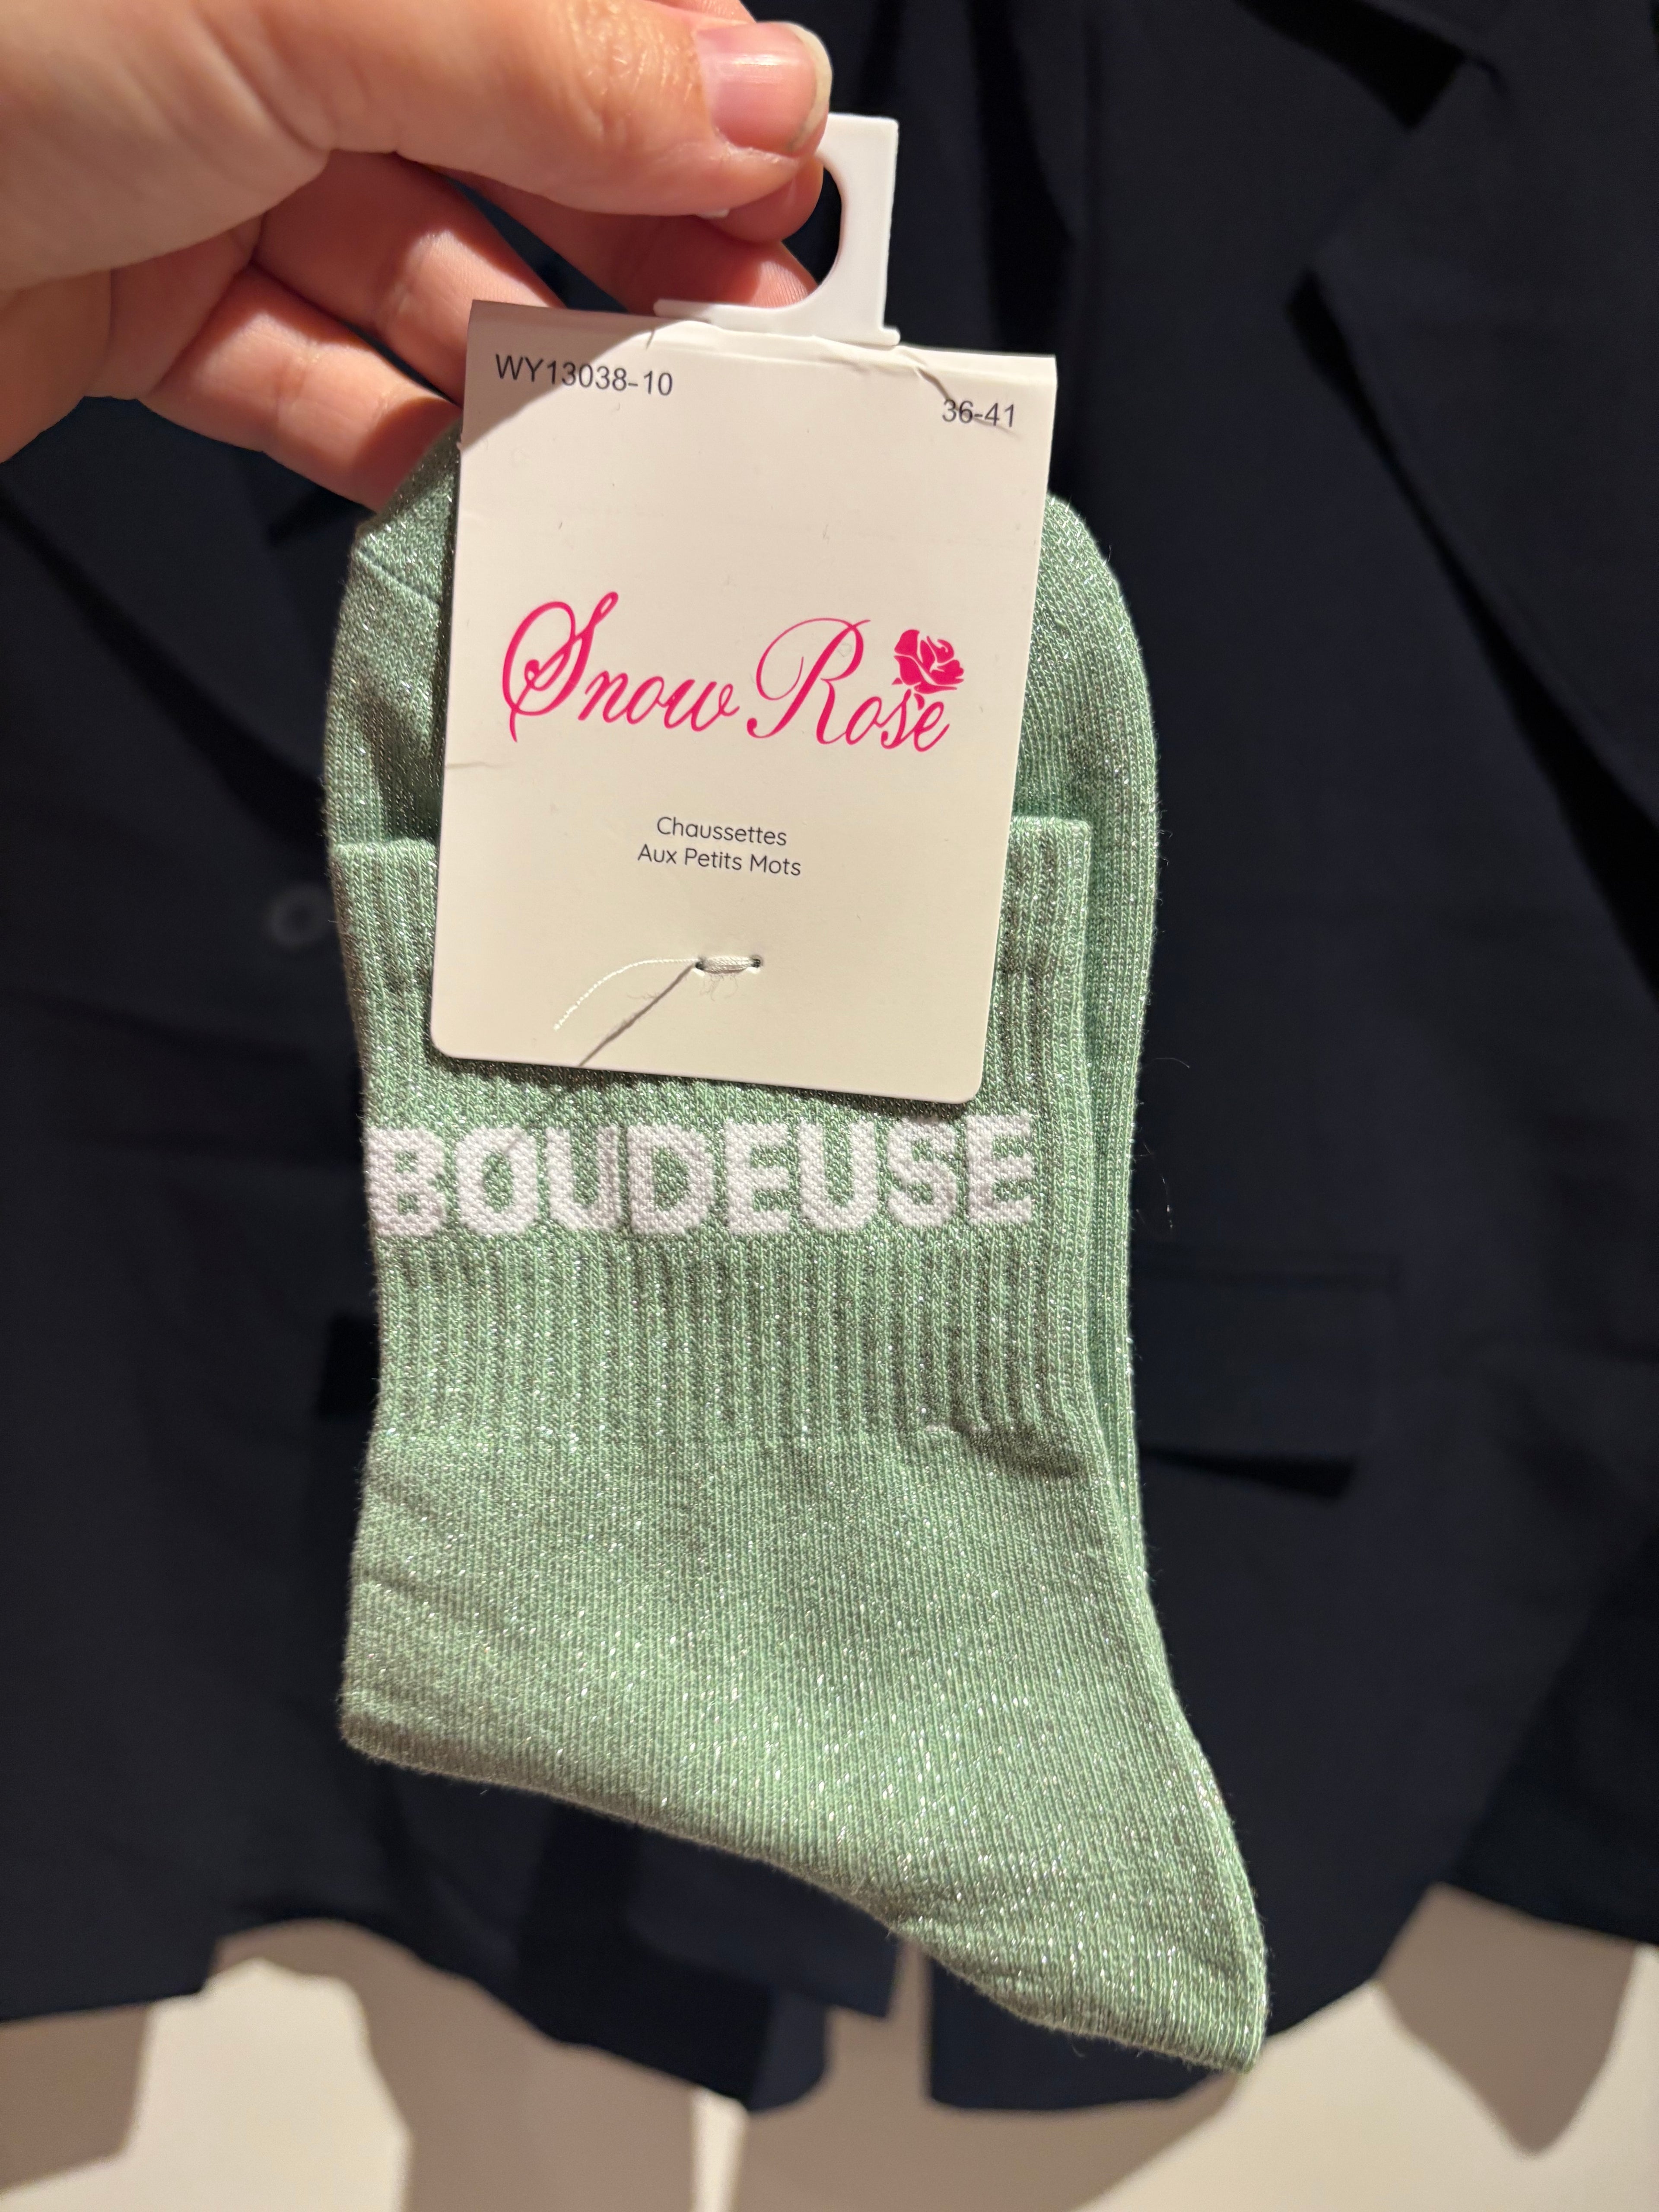 WY13038-10
36-41
Snow Rose
Chaussettes
Aux Petits Mots
BOUDEUSE